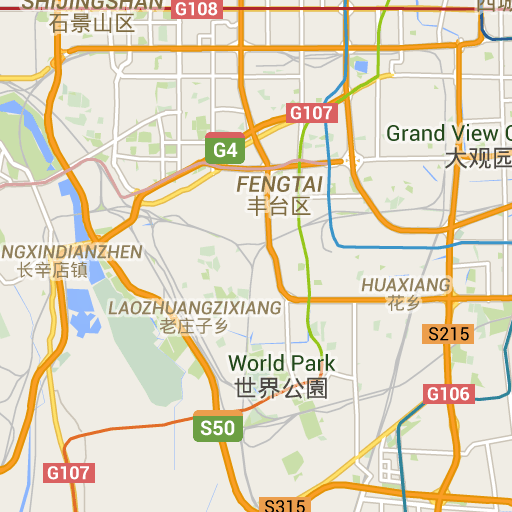 SHIJINGSHAN
石景山区
G108
西城
G107
G4
Grand View
大观园
FENGTAI
丰台区
NGXINDIANZHEN
长辛店镇
HUAXIANG
花乡
LAOZHUANGZIXIANG
老庄子乡
S215
World Park
世界公園
G106
S50
G107
S315